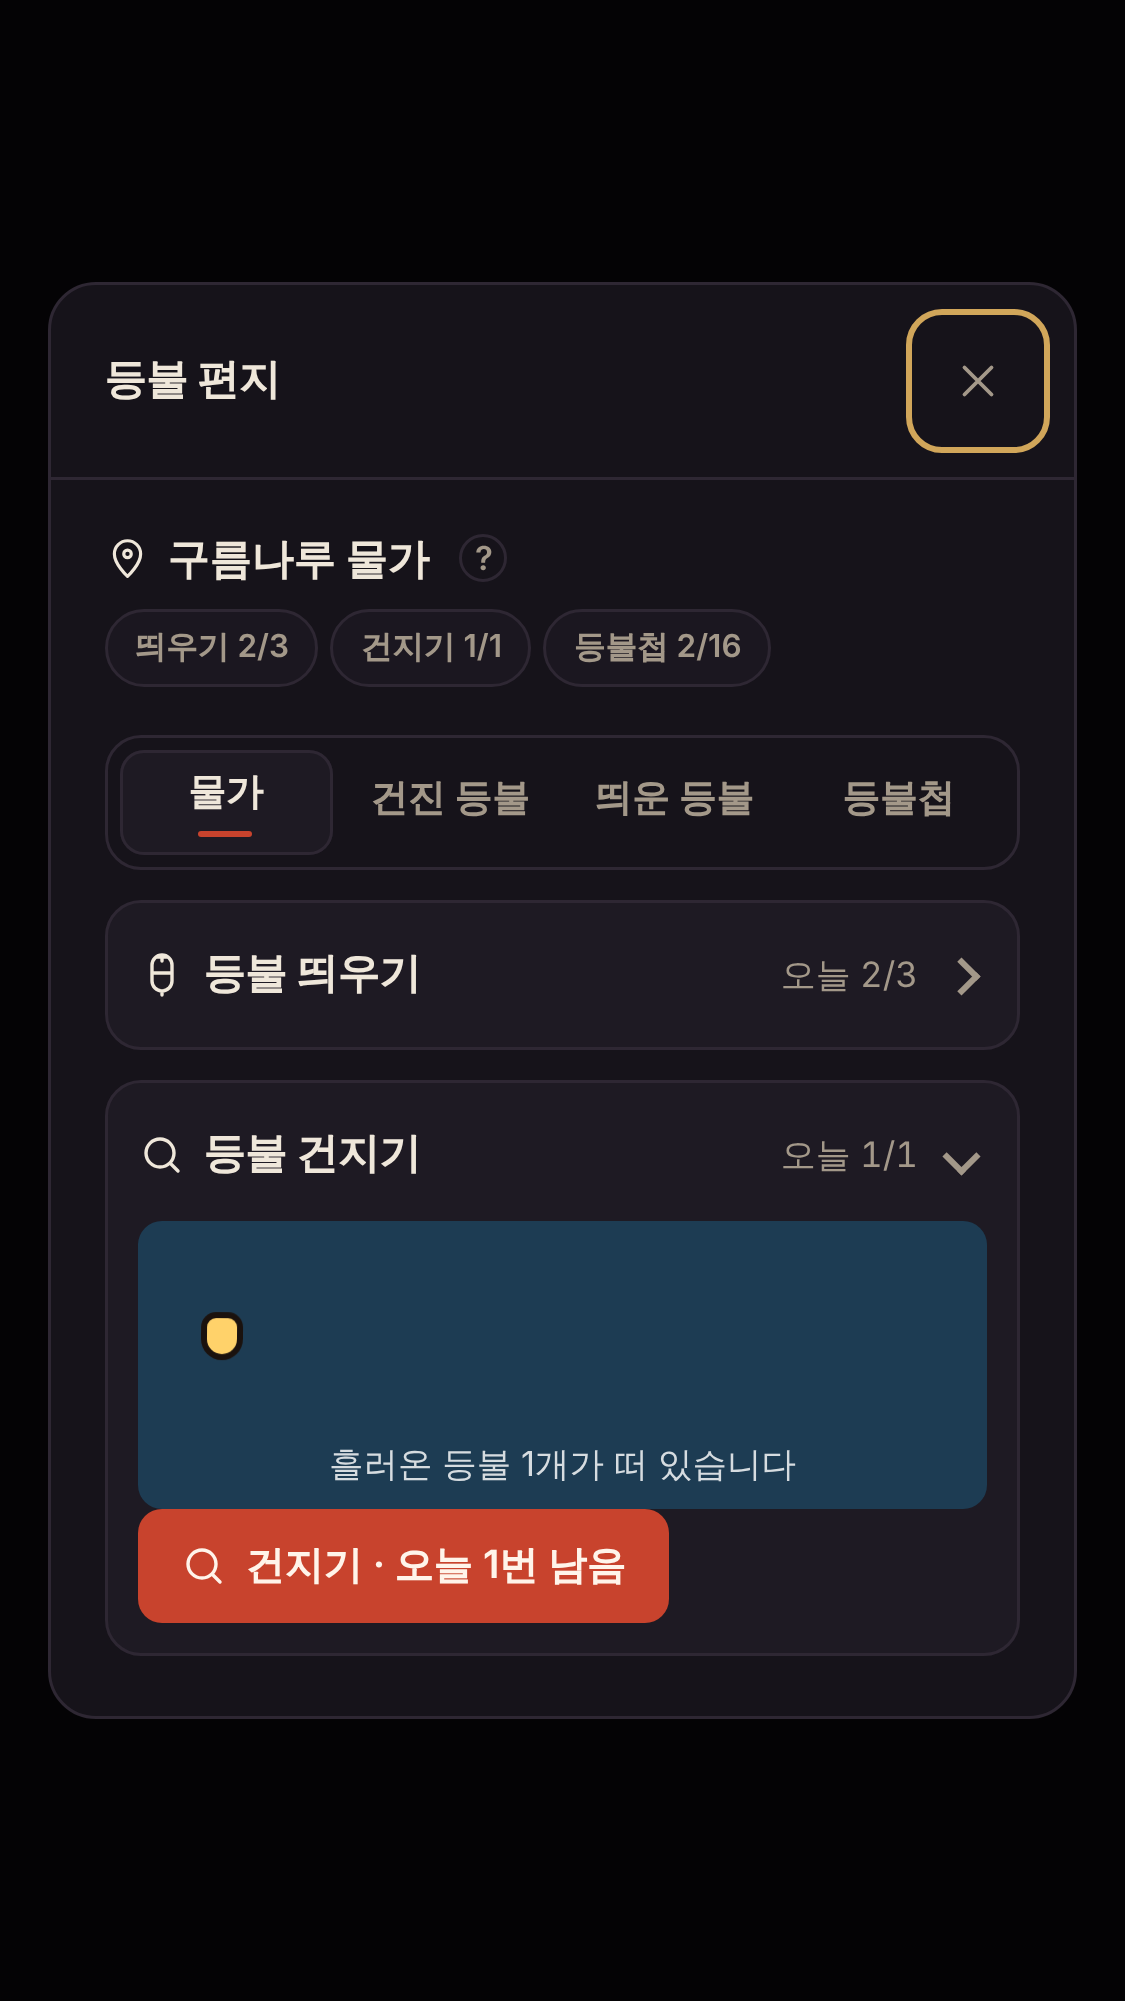 등불 편지
구름나루 물가 ?
띄우기 2/3 건지기 1/1 등불첩 2/16
물가 건진 등불 띄운 등불 등불첩
등불 띄우기 오늘 2/3
등불 건지기 오늘 1/1
흘러온 등불 1개가 떠 있습니다
건지기 · 오늘 1번 남음